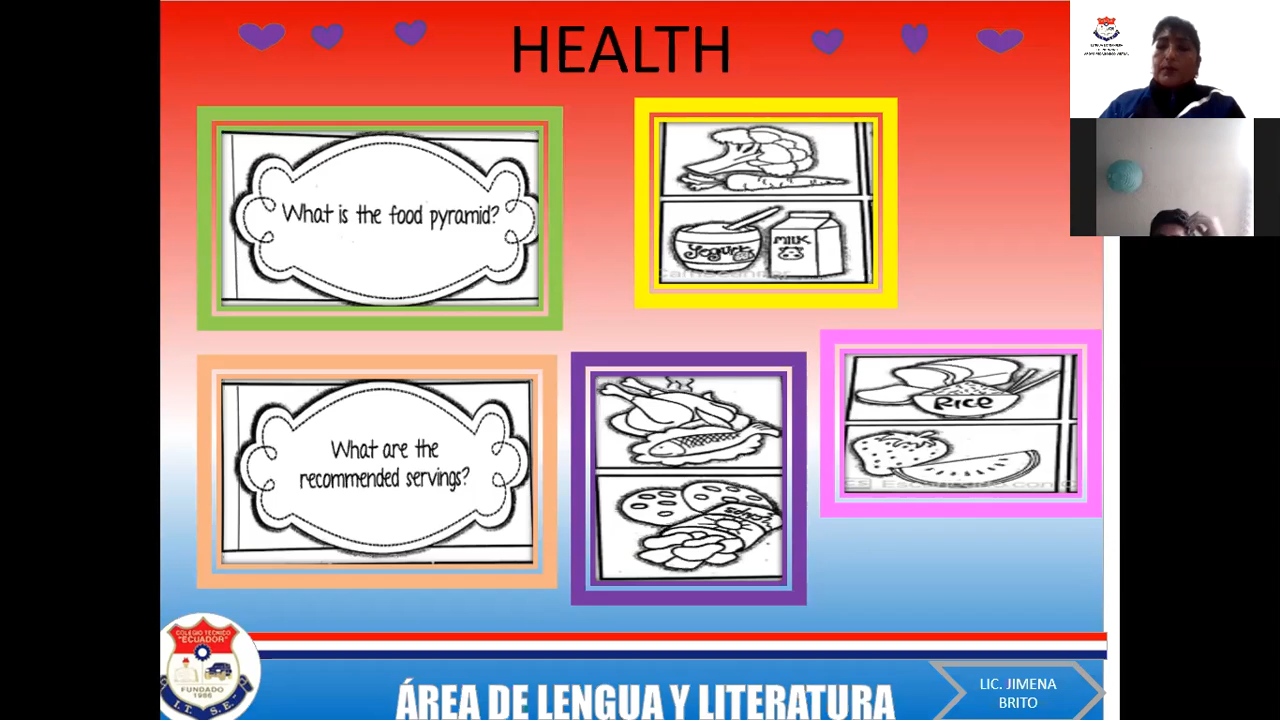 HEALTH
What is the food pyramid?
Yogurt
MILK
What are the
recommended servings?
RICE
COLEGIO TECNICO
"ECUADOR"
FUNDADO
1986
I.T. S.E.
ÁREA DE LENGUA Y LITERATURA
LIC. JIMENA
BRITO